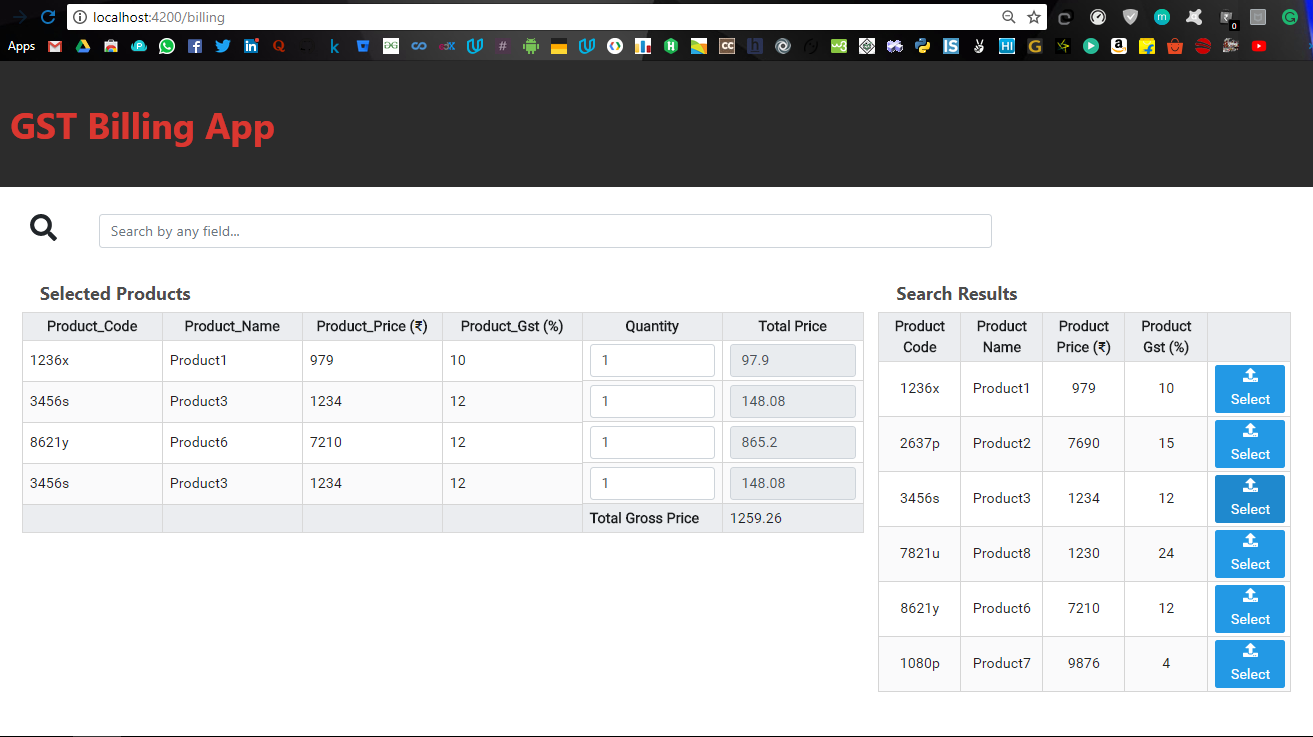 localhost:4200/billing
0
Apps
GST Billing App
Search by any field...
Selected Products
Product_Code Product_Name Product_Price (₹) Product_Gst (%) Quantity Total Price
1236x Product1 979 10 1 97.9
3456s Product3 1234 12 1 148.08
8621y Product6 7210 12 1 865.2
3456s Product3 1234 12 1 148.08
Total Gross Price 1259.26
Search Results
Product Product Product Product
Code Name Price (₹) Gst (%)
1236x Product1 979 10 Select
2637p Product2 7690 15 Select
3456s Product3 1234 12 Select
7821u Product8 1230 24 Select
8621y Product6 7210 12 Select
1080p Product7 9876 4 Select